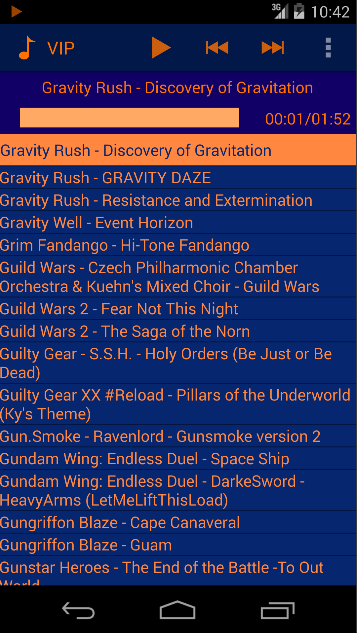 3G 10:42
VIP
Gravity Rush - Discovery of Gravitation
00:01/01:52
Gravity Rush - Discovery of Gravitation
Gravity Rush - GRAVITY DAZE
Gravity Rush - Resistance and Extermination
Gravity Well - Event Horizon
Grim Fandango - Hi-Tone Fandango
Guild Wars - Czech Philharmonic Chamber
Orchestra & Kuehn's Mixed Choir - Guild Wars
Guild Wars 2 - Fear Not This Night
Guild Wars 2 - The Saga of the Norn
Guilty Gear - S.S.H. - Holy Orders (Be Just or Be
Dead)
Guilty Gear XX #Reload - Pillars of the Underworld
(Ky's Theme)
Gun.Smoke - Ravenlord - Gunsmoke version 2
Gundam Wing: Endless Duel - Space Ship
Gundam Wing: Endless Duel - DarkeSword -
HeavyArms (LetMeLiftThisLoad)
Gungriffon Blaze - Cape Canaveral
Gungriffon Blaze - Guam
Gunstar Heroes - The End of the Battle -To Out
World